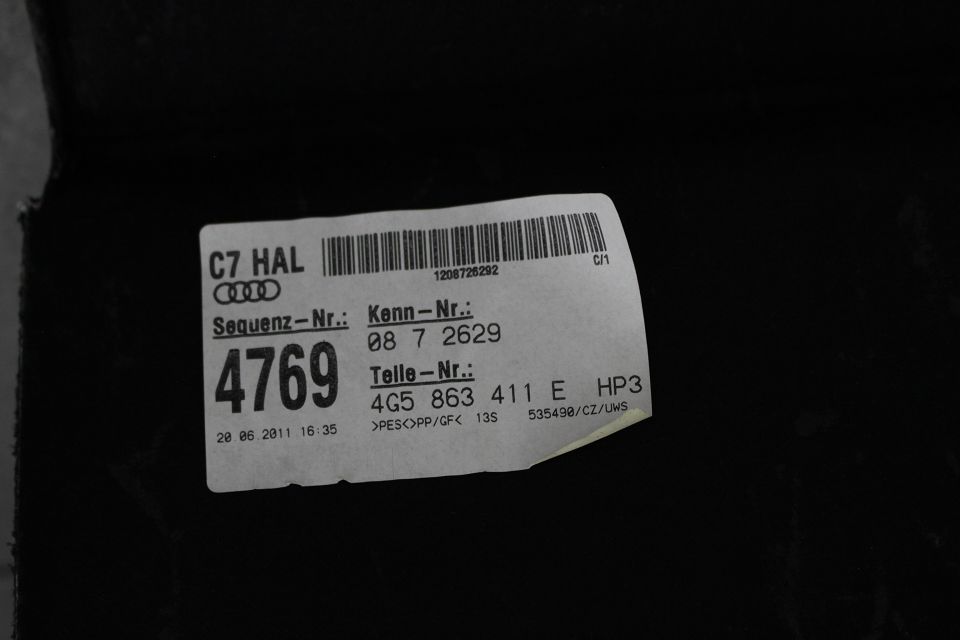 C7 HAL
1208726292
C/1
Sequenz-Nr.:
4769
20.06.2011 16:35
Kenn-Nr.:
08 7 2629
Teile-Nr.:
4G5 863 411 E HP3
>PES<>PP/GF< 13S 535490/CZ/UWS